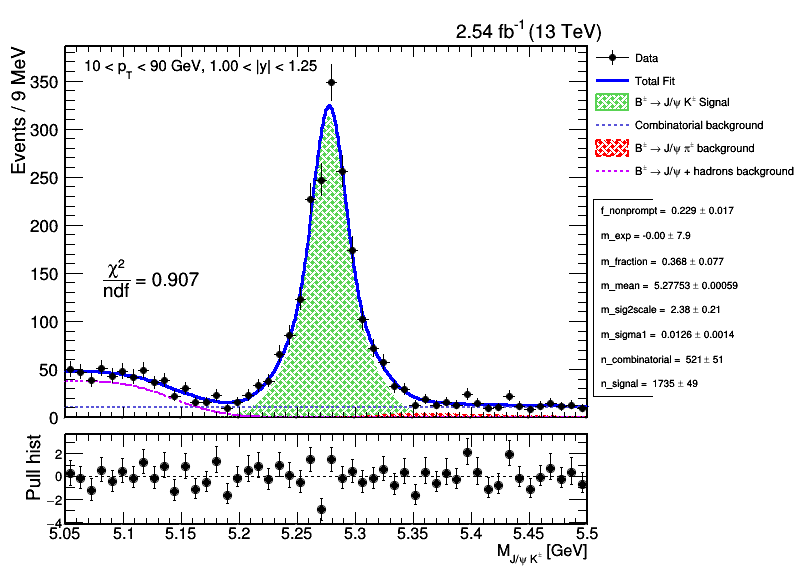 2.54 fb⁻¹ (13 TeV)
10 < p_T < 90 GeV, 1.00 < |y| < 1.25
Events / 9 MeV
350
300
250
200
150
100
50
0
χ²/ndf = 0.907
Data
Total Fit
B± → J/ψ K± Signal
Combinatorial background
B± → J/ψ π± background
B± → J/ψ + hadrons background
f_nonprompt = 0.229 ± 0.017
m_exp = -0.00 ± 7.9
m_fraction = 0.368 ± 0.077
m_mean = 5.27753 ± 0.00059
m_sig2scale = 2.38 ± 0.21
m_sigma1 = 0.0126 ± 0.0014
n_combinatorial = 521± 51
n_signal = 1735 ± 49
Pull hist
2
0
−2
−4
5.05 5.1 5.15 5.2 5.25 5.3 5.35 5.4 5.45 5.5
M_J/ψ K± [GeV]